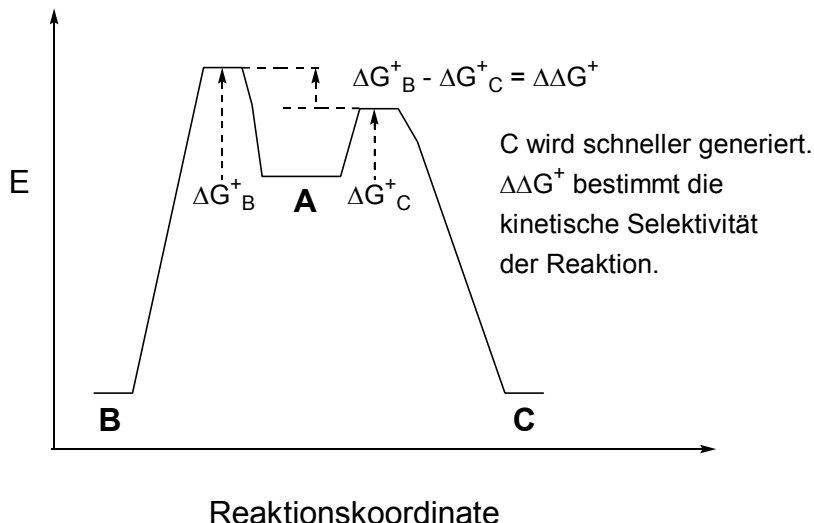 ΔG⁺B - ΔG⁺C = ΔΔG⁺
C wird schneller generiert.
E
ΔG⁺B
A
ΔG⁺C
ΔΔG⁺ bestimmt die
kinetische Selektivität
der Reaktion.
B
C
Reaktionskoordinate